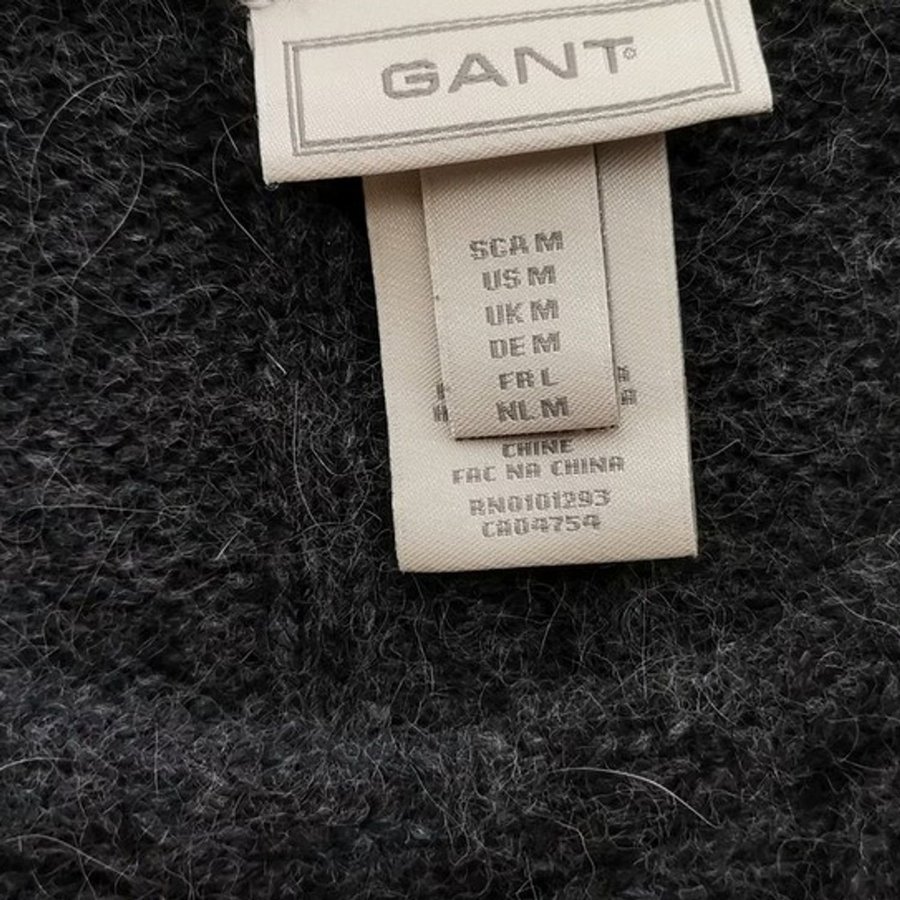 GANT
SCA M
US M
UK M
DE M
FR L
NL M
CHINE
FAC NA CHINA
RN0101293
CA04754